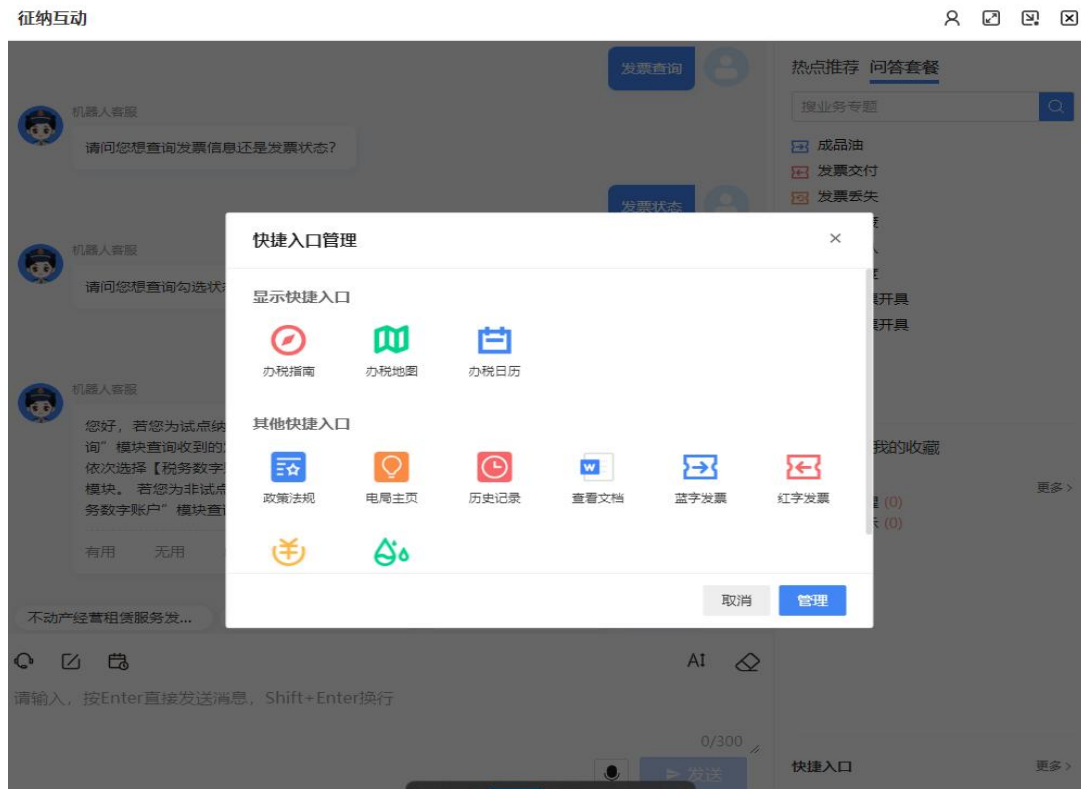 征纳互动
发票查询
热点推荐 问答套餐
搜业务专题
机器人客服
请问您想查询发票信息还是发票状态?
成品油
发票交付
发票丢失
发票状态
机器人客服
请问您想查询勾选状
快捷入口管理
显示快捷入口
办税指南 办税地图 办税日历
其他快捷入口
政策法规 电局主页 历史记录 查看文档 蓝字发票 红字发票
取消 管理
开具
开具
机器人客服
您好，若您为试点纳
询”模块查询收到的
依次选择【税务数字
模块。 若您为非试点
务数字账户”模块查
有用 无用
我的收藏
更多>
(0)
(0)
不动产经营租赁服务发...
请输入，按Enter直接发送消息，Shift+Enter换行
0/300
发送
快捷入口 更多>